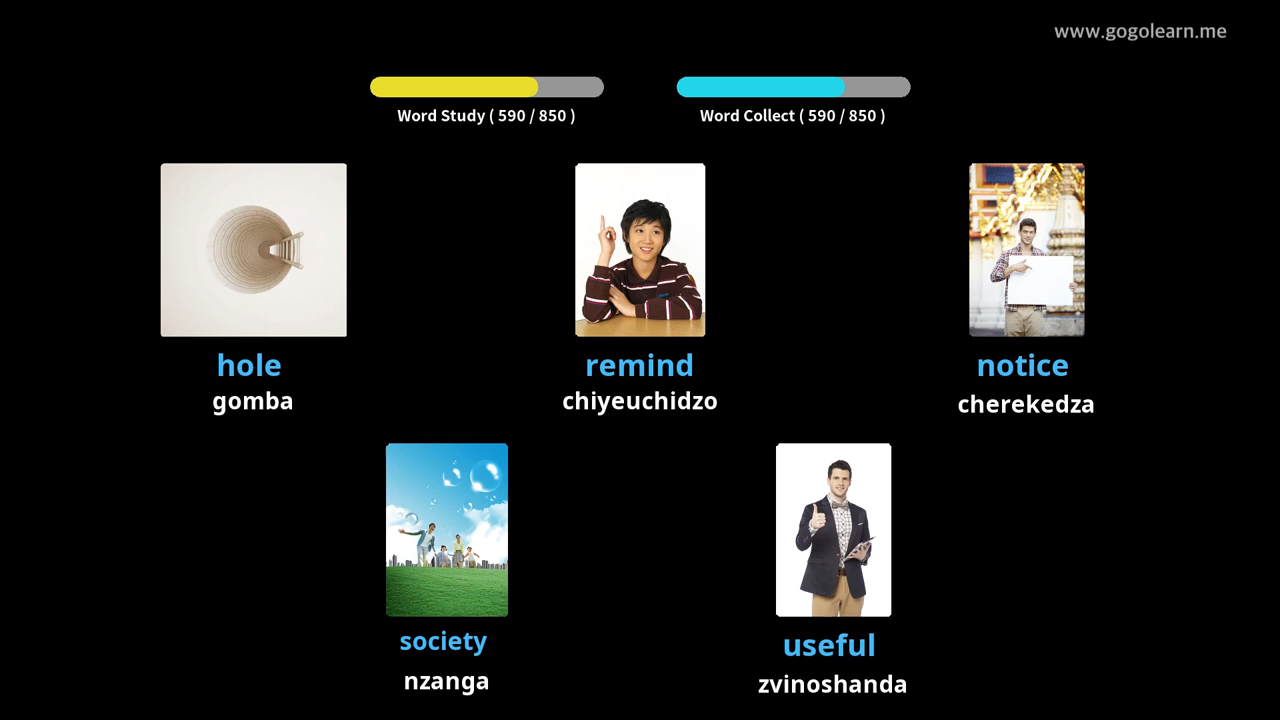 www.gogolearn.me
Word Study ( 590 / 850 )
Word Collect ( 590 / 850 )
hole
gomba
remind
chiyeuchidzo
notice
cherekedza
society
nzanga
useful
zvinoshanda